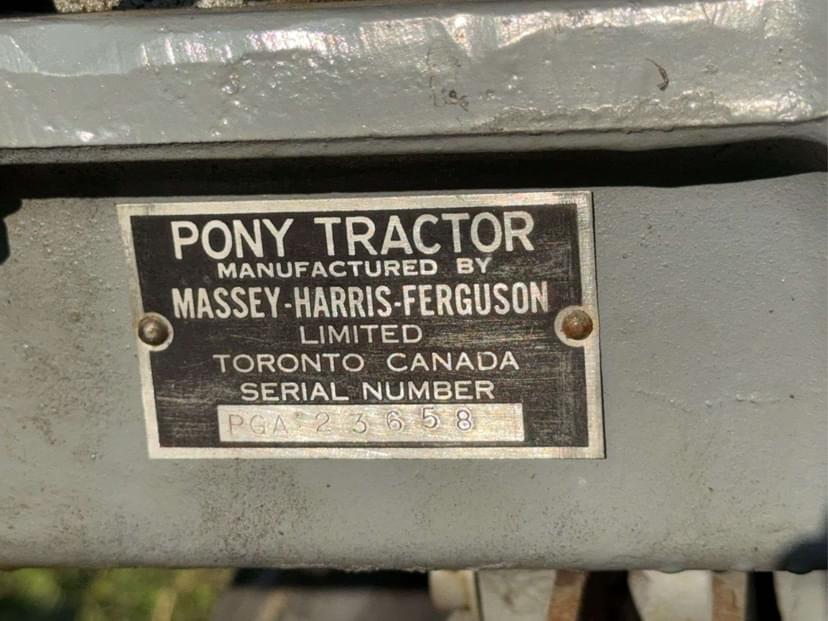 PONY TRACTOR
MANUFACTURED BY
MASSEY-HARRIS-FERGUSON
LIMITED
TORONTO CANADA
SERIAL NUMBER
PGA 23658